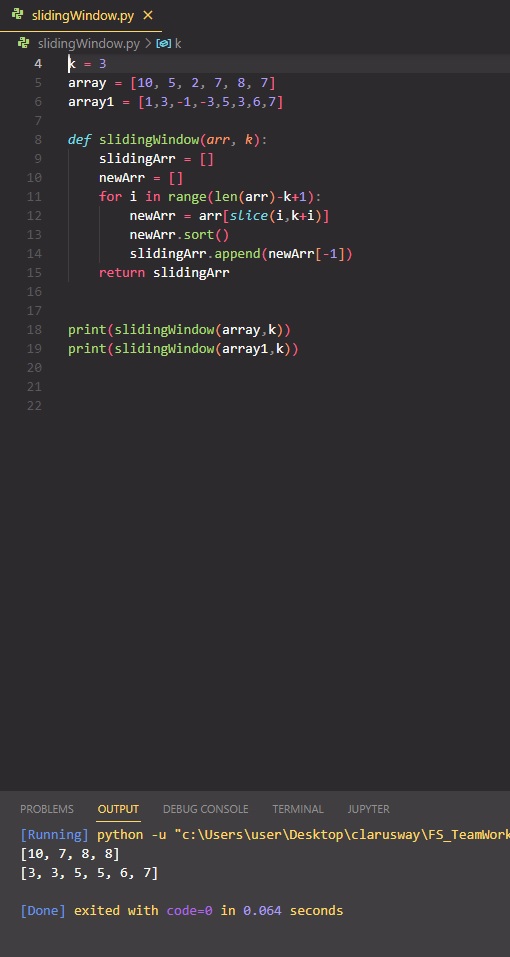 slidingWindow.py ×
slidingWindow.py > k
4 k = 3
5 array = [10, 5, 2, 7, 8, 7]
6 array1 = [1,3,-1,-3,5,3,6,7]
7
8 def slidingWindow(arr, k):
9     slidingArr = []
10     newArr = []
11     for i in range(len(arr)-k+1):
12         newArr = arr[slice(i,k+i)]
13         newArr.sort()
14         slidingArr.append(newArr[-1])
15     return slidingArr
16
17
18 print(slidingWindow(array,k))
19 print(slidingWindow(array1,k))
20
21
22
PROBLEMS OUTPUT DEBUG CONSOLE TERMINAL JUPYTER
[Running] python -u "c:\Users\user\Desktop\clarusway\FS_TeamWork
[10, 7, 8, 8]
[3, 3, 5, 5, 6, 7]
[Done] exited with code=0 in 0.064 seconds